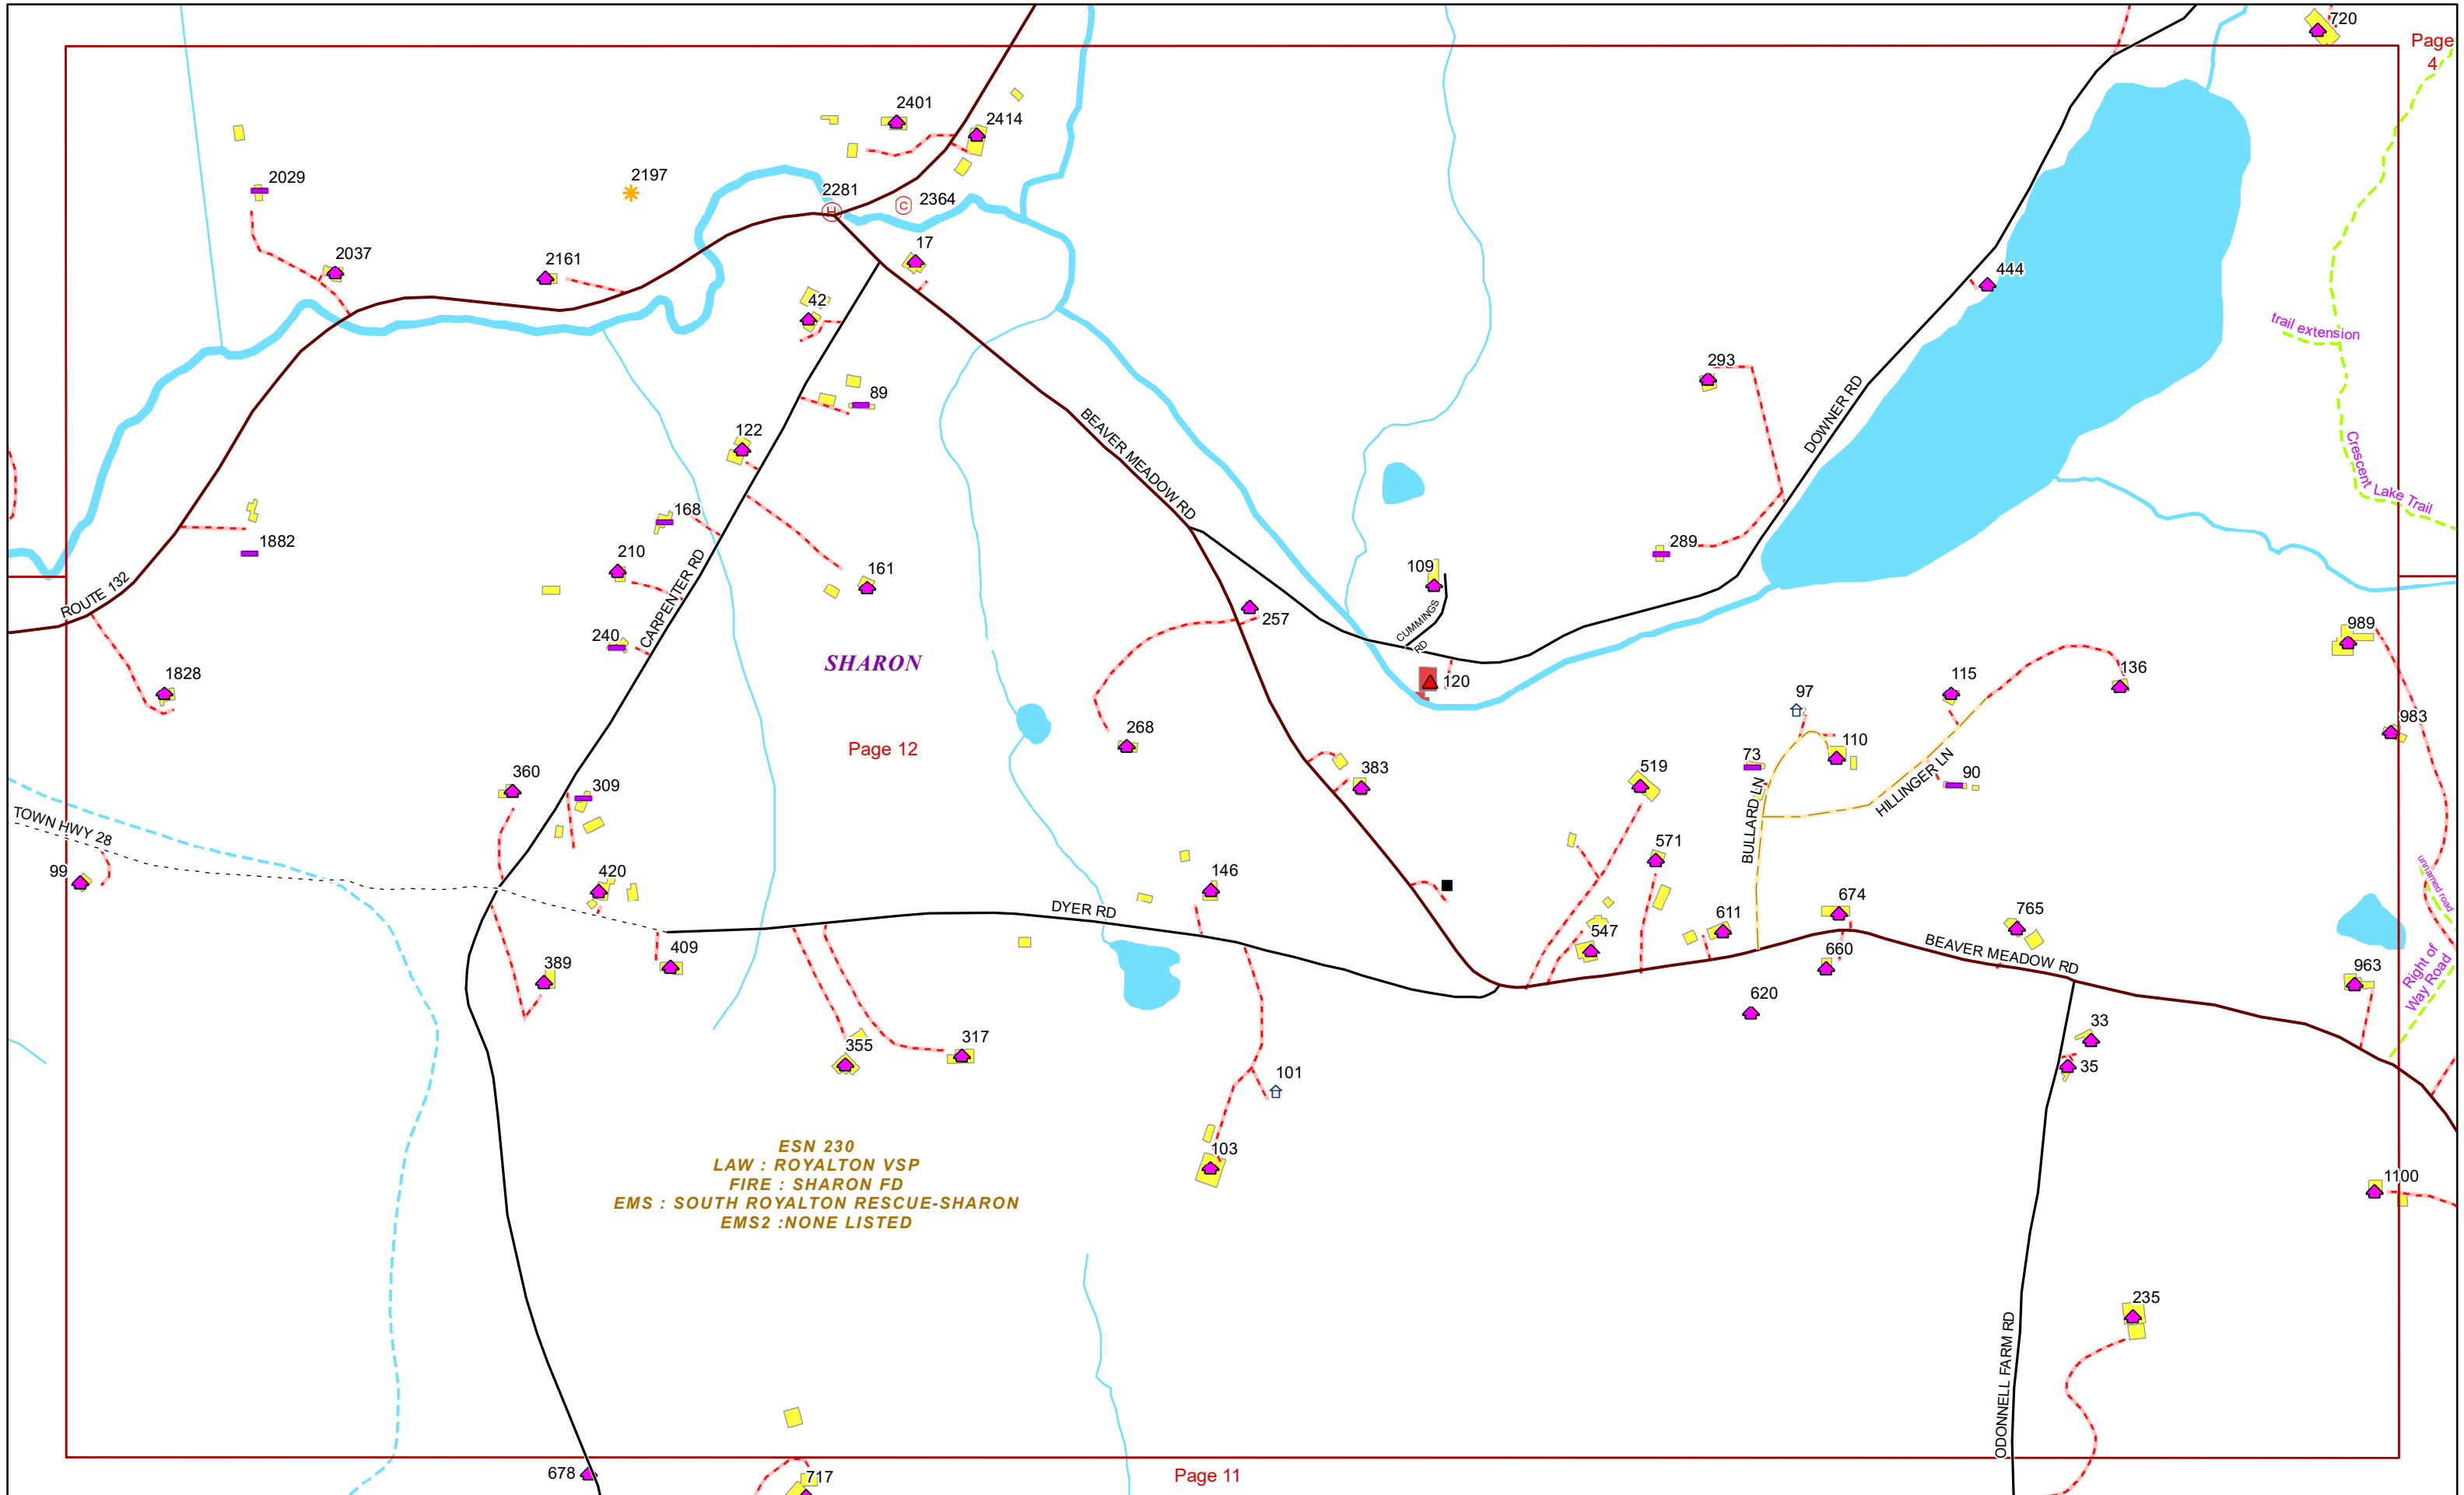 720
Page
4
2401
2414
2029
2197
2281
2364
2037
2161
17
42
444
trail extension
293
89
BEAVER MEADOW RD
DOWNER RD
122
Crescent Lake Trail
168
1882
289
210
161
109
ROUTE 132
CARPENTER RD
257
CUMMINGS
RD
240
989
SHARON
1828
120
115
136
97
983
268
Page 12
110
73
383
519
360
309
90
HILLINGER LN
BULLARD LN
TOWN HWY 28
99
420
146
571
unnamed road
674
DYER RD
611
765
409
547
BEAVER MEADOW RD
389
660
963
Right of
Way Road
620
33
355
317
35
101
ESN 230
LAW : ROYALTON VSP
FIRE : SHARON FD
EMS : SOUTH ROYALTON RESCUE-SHARON
EMS2 :NONE LISTED
103
1100
235
ODONNELL FARM RD
678
717
Page 11
H
C